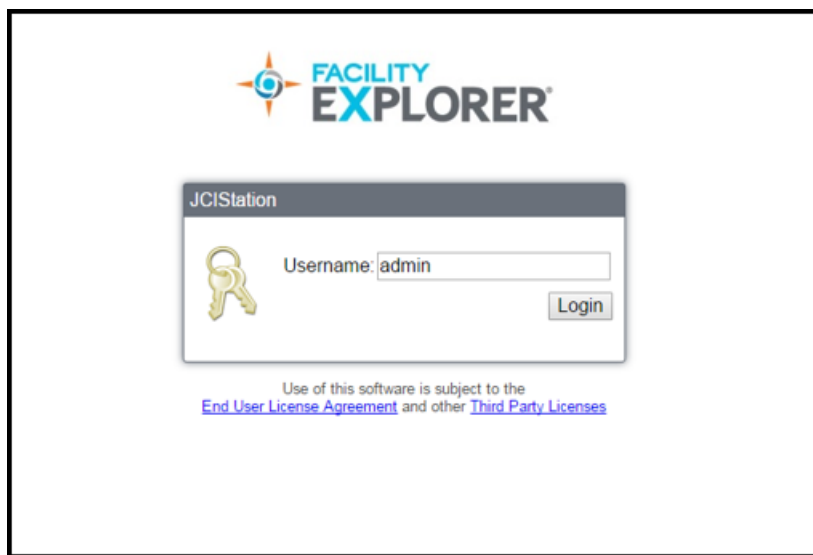 FACILITY
EXPLORER®
JCIStation
Username: admin
Login
Use of this software is subject to the
End User License Agreement and other Third Party Licenses